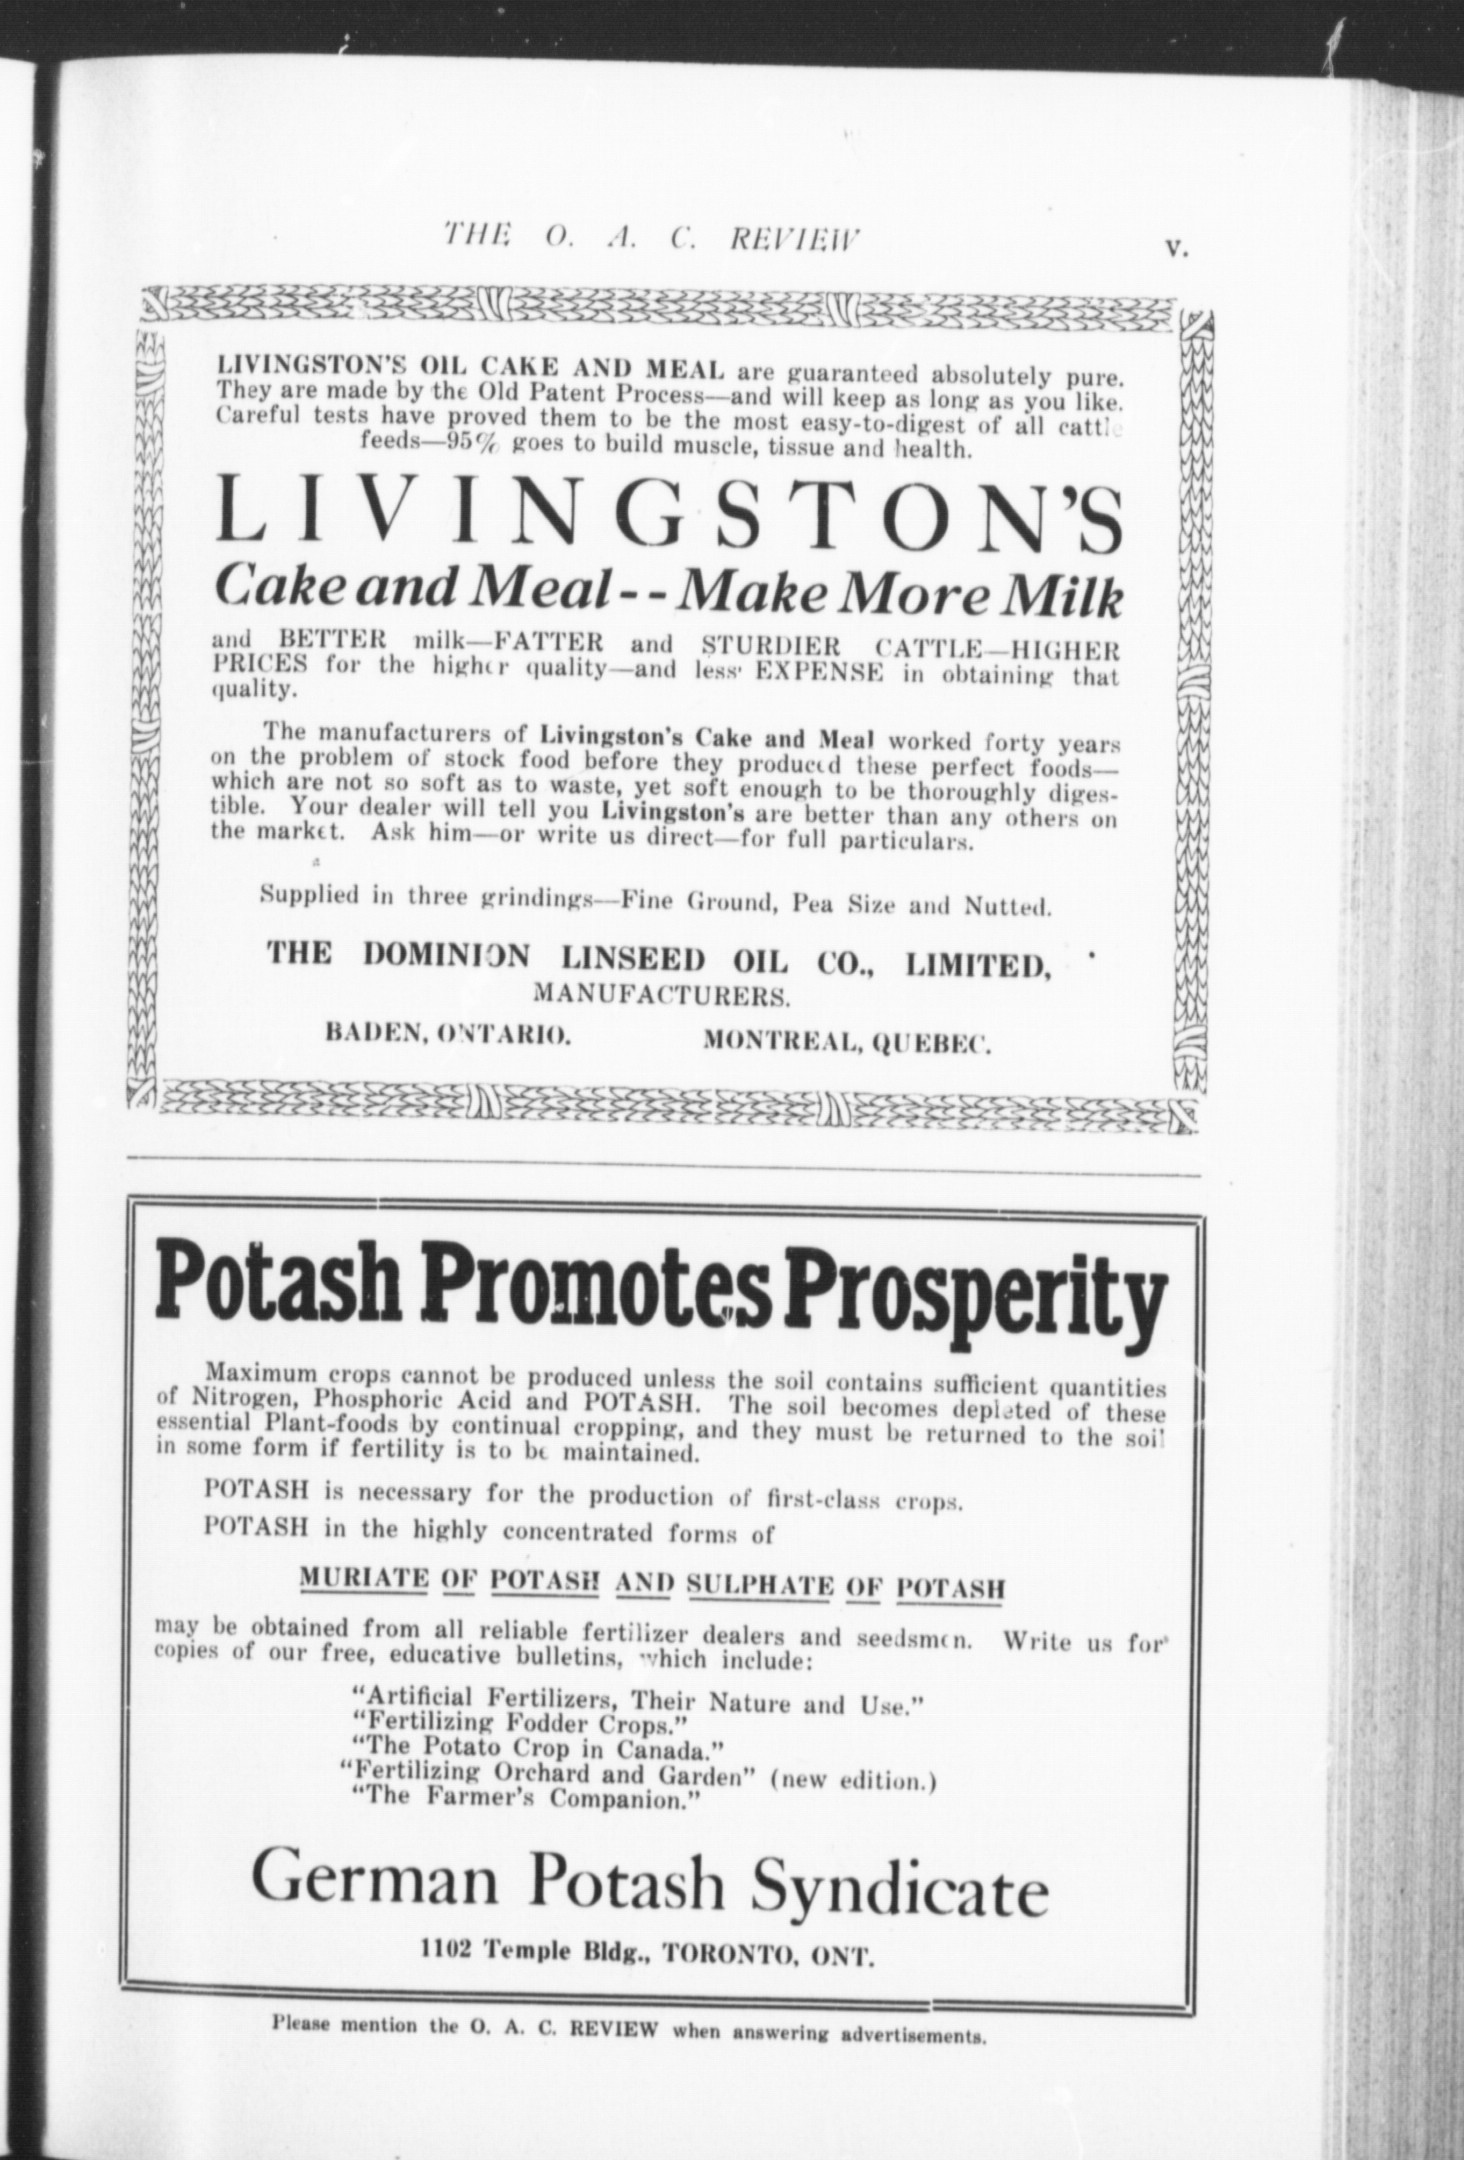 THE O. A. C. REVIEW v.
LIVINGSTON'S OIL CAKE AND MEAL are guaranteed absolutely pure.
They are made by the Old Patent Process—and will keep as long as you like.
Careful tests have proved them to be the most easy-to-digest of all cattle
feeds—95% goes to build muscle, tissue and health.
LIVINGSTON'S
Cake and Meal--Make More Milk
and BETTER milk—FATTER and STURDIER CATTLE—HIGHER
PRICES for the higher quality—and less EXPENSE in obtaining that
quality.
The manufacturers of Livingston's Cake and Meal worked forty years
on the problem of stock food before they produced these perfect foods—
which are not so soft as to waste, yet soft enough to be thoroughly diges-
tible. Your dealer will tell you Livingston's are better than any others on
the market. Ask him—or write us direct—for full particulars.
Supplied in three grindings—Fine Ground, Pea Size and Nutted.
THE DOMINION LINSEED OIL CO., LIMITED,
MANUFACTURERS.
BADEN, ONTARIO. MONTREAL, QUEBEC.
Potash Promotes Prosperity
Maximum crops cannot be produced unless the soil contains sufficient quantities
of Nitrogen, Phosphoric Acid and POTASH. The soil becomes depleted of these
essential Plant-foods by continual cropping, and they must be returned to the soil
in some form if fertility is to be maintained.
POTASH is necessary for the production of first-class crops.
POTASH in the highly concentrated forms of
MURIATE OF POTASH AND SULPHATE OF POTASH
may be obtained from all reliable fertilizer dealers and seedsmen. Write us for
copies of our free, educative bulletins, which include:
"Artificial Fertilizers, Their Nature and Use."
"Fertilizing Fodder Crops."
"The Potato Crop in Canada."
"Fertilizing Orchard and Garden" (new edition.)
"The Farmer's Companion."
German Potash Syndicate
1102 Temple Bldg., TORONTO, ONT.
Please mention the O. A. C. REVIEW when answering advertisements.